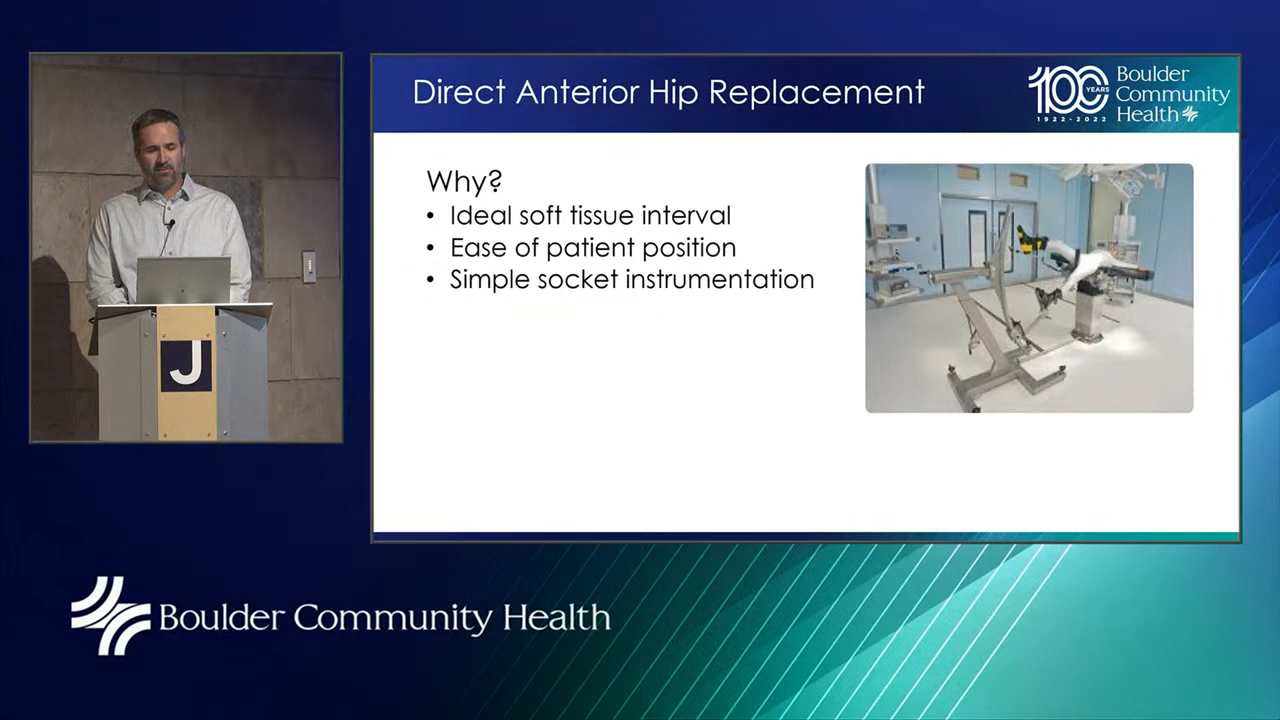 Direct Anterior Hip Replacement
100
YEARS
1922-2022
Boulder
Community
Health
Why?
• Ideal soft tissue interval
• Ease of patient position
• Simple socket instrumentation
J
Boulder Community Health